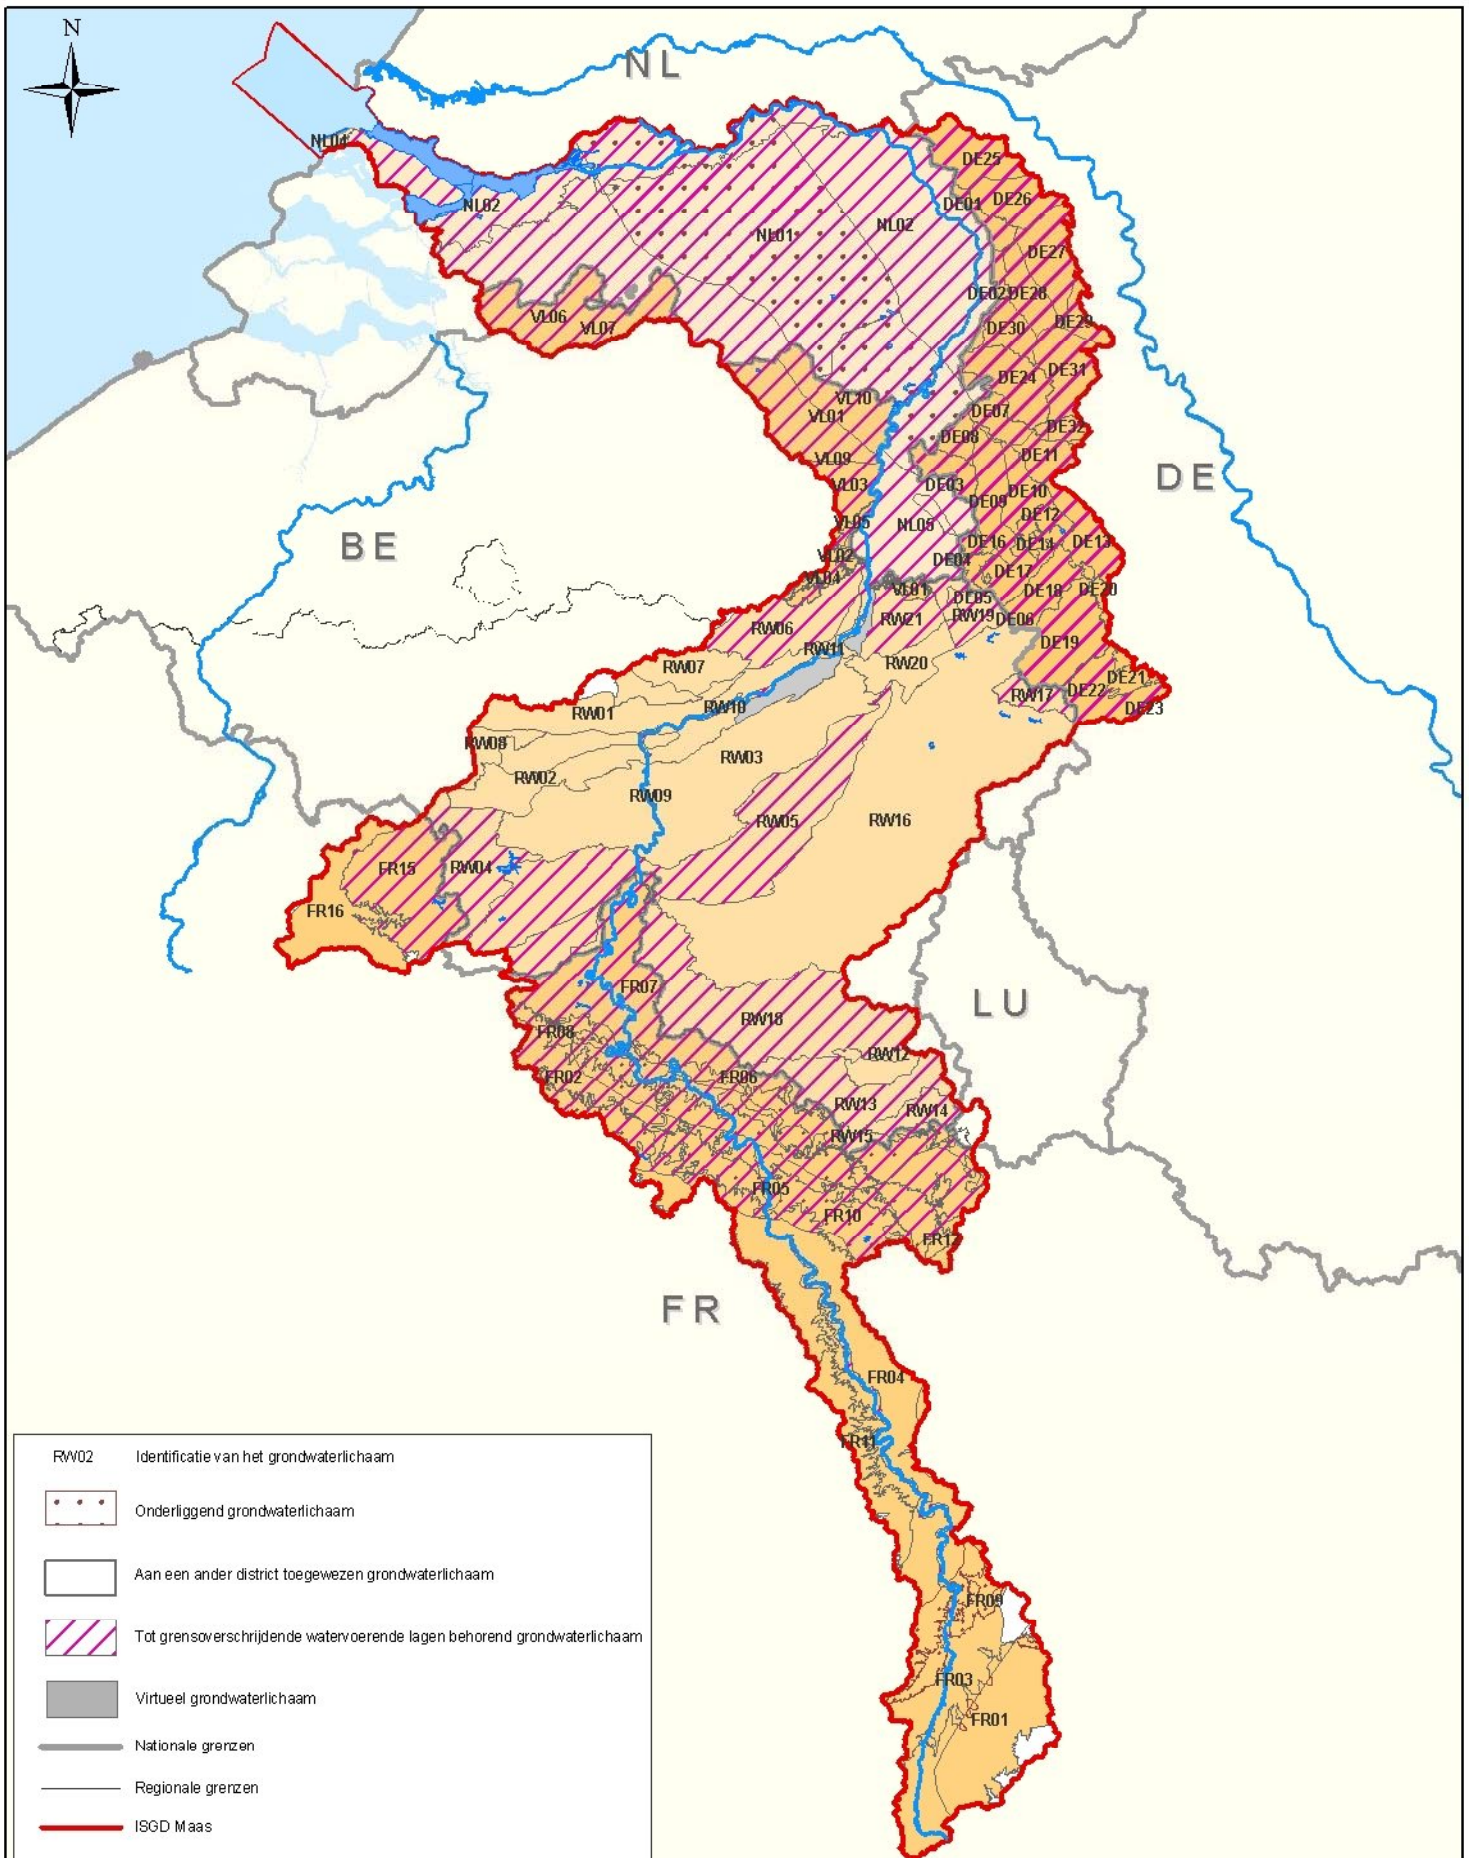 N
NL
NL04
DE25
NL02
DE01
DE26
NL01
NL02
DE27
DE02
DE28
VL06
VL07
DE30
DE29
DE24
DE31
VL10
VL01
DE07
DE32
DE08
DE11
VL09
VL03
DE03
DE
DE09
DE10
DE12
VL05
NL05
BE
DE16
DE14
DE13
VL02
DE04
DE17
VL04
VL01
DE05
DE18
DE20
RW06
RW21
RW19
DE06
RW11
DE19
RW07
RW20
DE21
RW17
DE22
DE23
RW01
RW10
RW08
RW03
RW02
RW09
RW05
RW16
FR15
RW04
FR16
FR07
LU
RW18
FR08
RW12
FR02
FR06
RW13
RW14
RW15
FR05
FR10
FR12
FR
FR04
FR11
FR09
FR03
FR01
RW02 Identificatie van het grondwaterlichaam
Onderliggend grondwaterlichaam
Aan een ander district toegewezen grondwaterlichaam
Tot grensoverschrijdende watervoerende lagen behorend grondwaterlichaam
Virtueel grondwaterlichaam
Nationale grenzen
Regionale grenzen
ISGD Maas